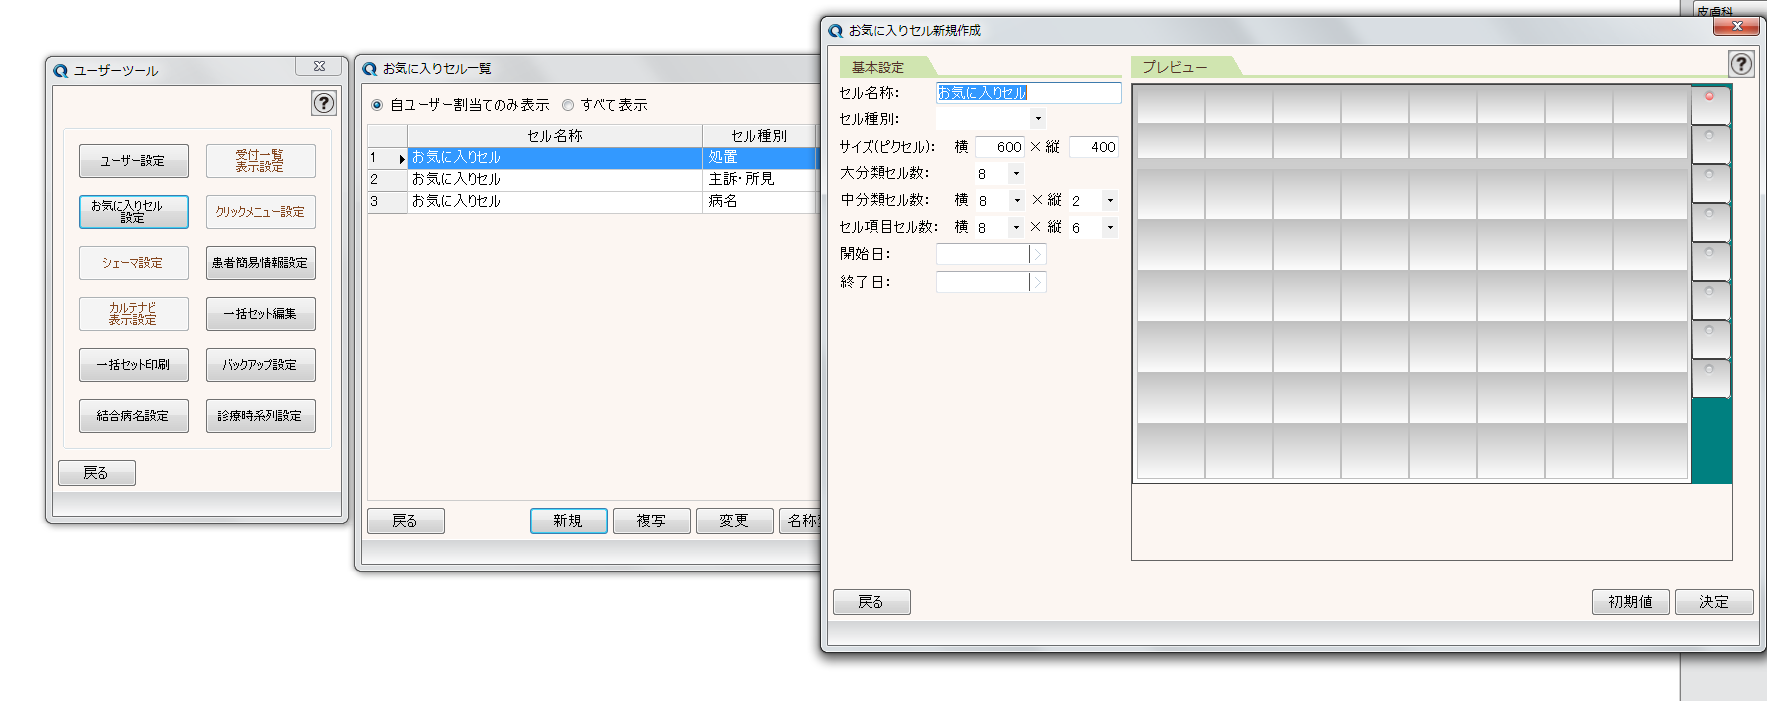 皮膚科
ユーザーツール
?
ユーザー設定
受付一覧
表示設定
お気に入りセル
設定
クリックメニュー設定
シェーマ設定
患者簡易情報設定
カルテナビ
表示設定
一括セット編集
一括セット印刷
バックアップ設定
結合病名設定
診療時系列設定
戻る
お気に入りセル一覧
自ユーザー割当てのみ表示 すべて表示
セル名称 セル種別
1 お気に入りセル 処置
2 お気に入りセル 主訴・所見
3 お気に入りセル 病名
戻る 新規 複写 変更 名称
お気に入りセル新規作成
?
基本設定
セル名称: お気に入りセル
セル種別:
サイズ(ピクセル): 横 600 × 縦 400
大分類セル数: 8
中分類セル数: 横 8 × 縦 2
セル項目セル数: 横 8 × 縦 6
開始日:
終了日:
プレビュー
戻る 初期値 決定